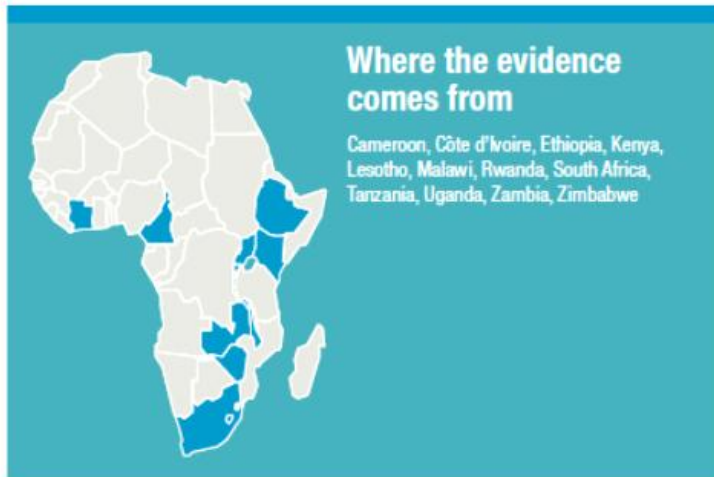 Where the evidence
comes from
Cameroon, Côte d'Ivoire, Ethiopia, Kenya,
Lesotho, Malawi, Rwanda, South Africa,
Tanzania, Uganda, Zambia, Zimbabwe